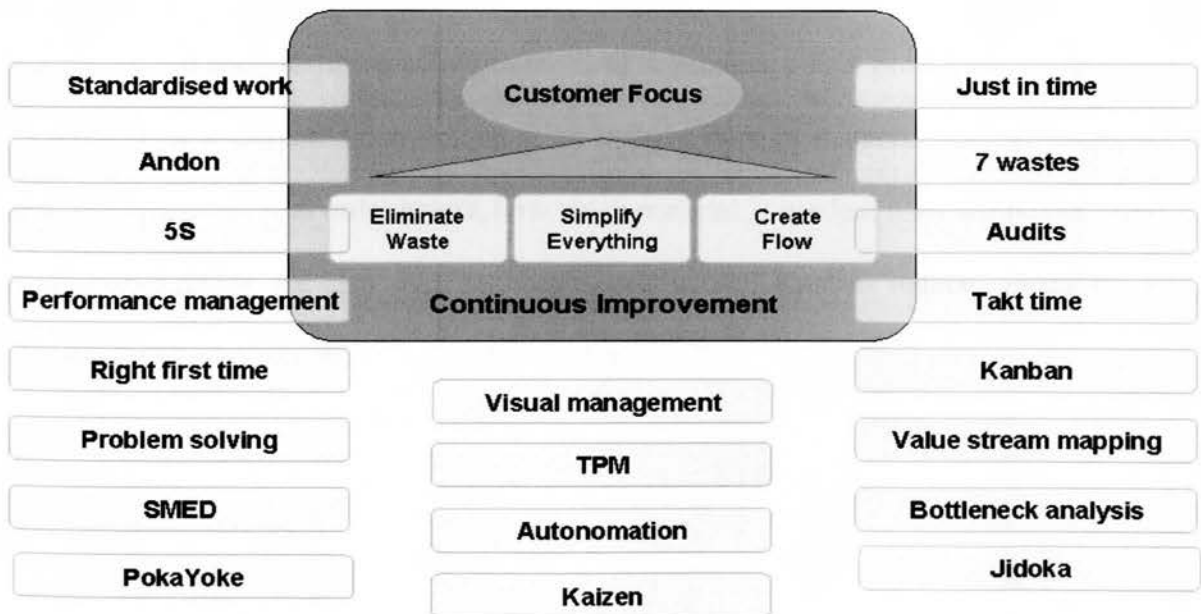 Customer Focus
Eliminate
Waste
Simplify
Everything
Create
Flow
Continuous Improvement
Standardised work
Andon
5S
Performance management
Right first time
Problem solving
SMED
PokaYoke
Visual management
TPM
Autonomation
Kaizen
Just in time
7 wastes
Audits
Takt time
Kanban
Value stream mapping
Bottleneck analysis
Jidoka